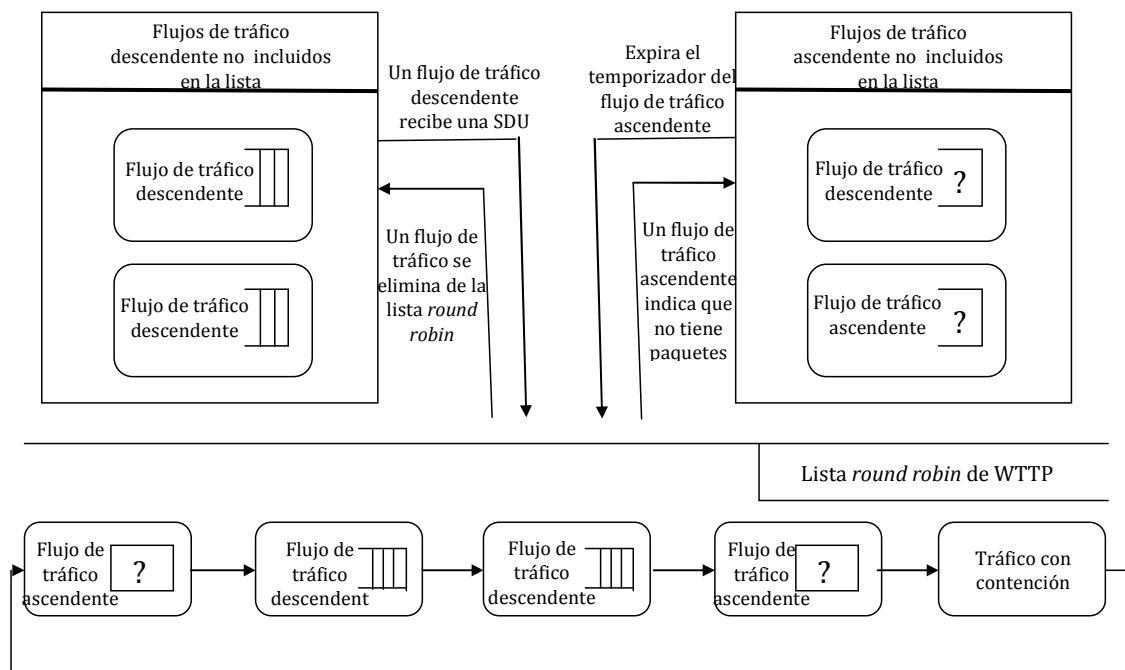 Flujos de tráfico
descendente no incluidos
en la lista
Flujo de tráfico
descendente
Flujo de tráfico
descendente
Un flujo de tráfico
descendente
recibe una SDU
Un flujo de
tráfico se
elimina de la
lista round
robin
Expira el
temporizador del
flujo de tráfico
ascendente
Un flujo de
tráfico
ascendente
indica que
no tiene
paquetes
Flujos de tráfico
ascendente no incluidos
en la lista
Flujo de tráfico
descendente
?
Flujo de tráfico
ascendente
?
Lista round robin de WTTP
Flujo de
tráfico
ascendente
?
Flujo de
tráfico
descendent
Flujo de
tráfico
descendente
Flujo de
tráfico
ascendente
?
Tráfico con
contención